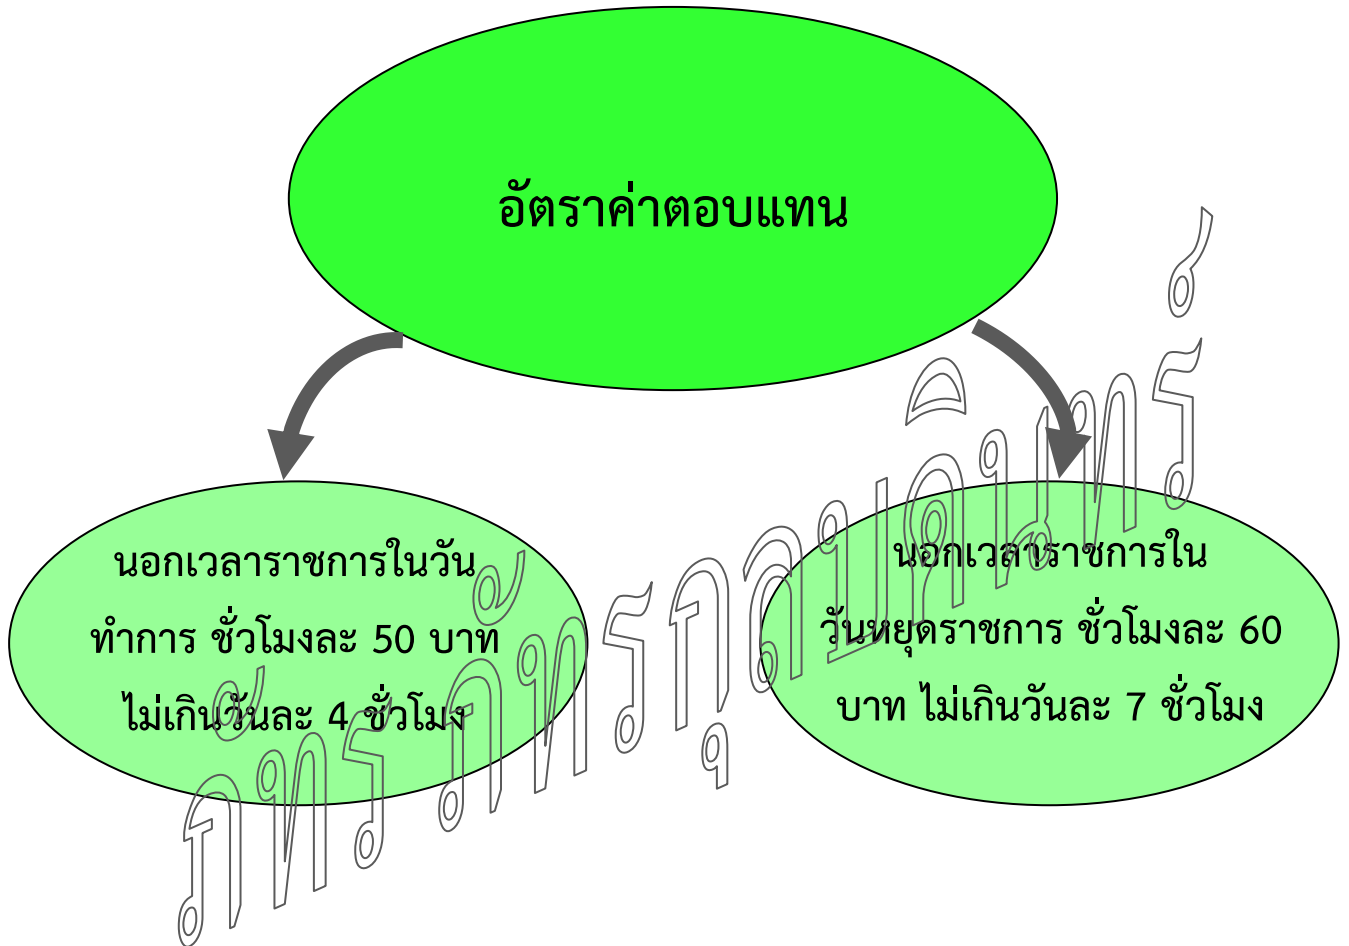 อัตราค่าตอบแทน
นอกเวลาราชการในวัน
ทำการ ชั่วโมงละ 50 บาท
ไม่เกินวันละ 4 ชั่วโมง
นอกเวลาราชการใน
วันหยุดราชการ ชั่วโมงละ 60
บาท ไม่เกินวันละ 7 ชั่วโมง
ภัทร ภัทรกุลบดินทร์